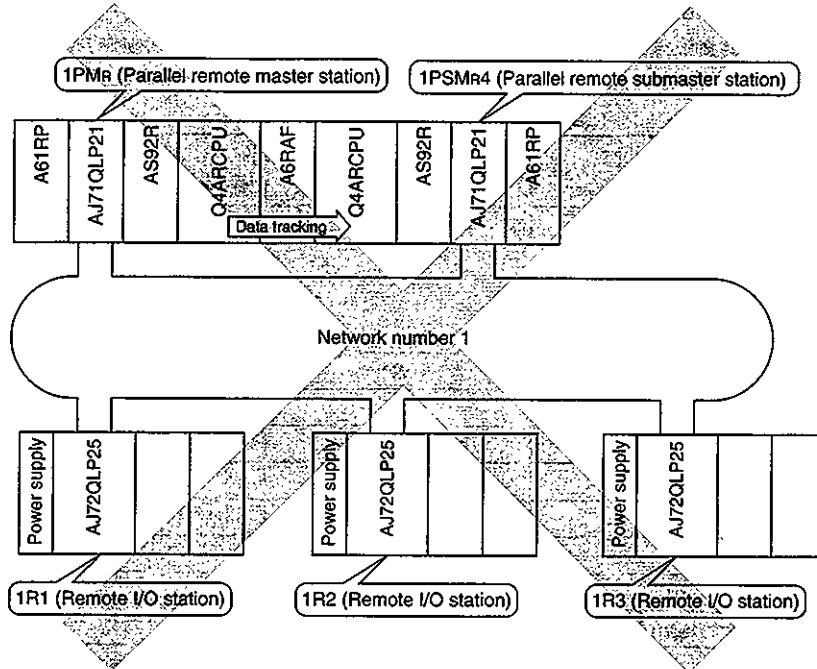 1PMR (Parallel remote master station)
1PSMR4 (Parallel remote submaster station)
A61RP
AJ71QLP21
AS92R
Q4ARCPU
A6RAF
Q4ARCPU
AS92R
AJ71QLP21
A61RP
Data tracking
Network number 1
Power supply
AJ72QLP25
Power supply
AJ72QLP25
Power supply
AJ72QLP25
1R1 (Remote I/O station)
1R2 (Remote I/O station)
1R3 (Remote I/O station)